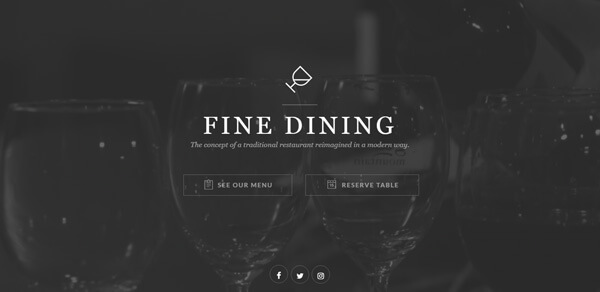 FINE DINING
The concept of a traditional restaurant reimagined in a modern way.
SEE OUR MENU
RESERVE TABLE